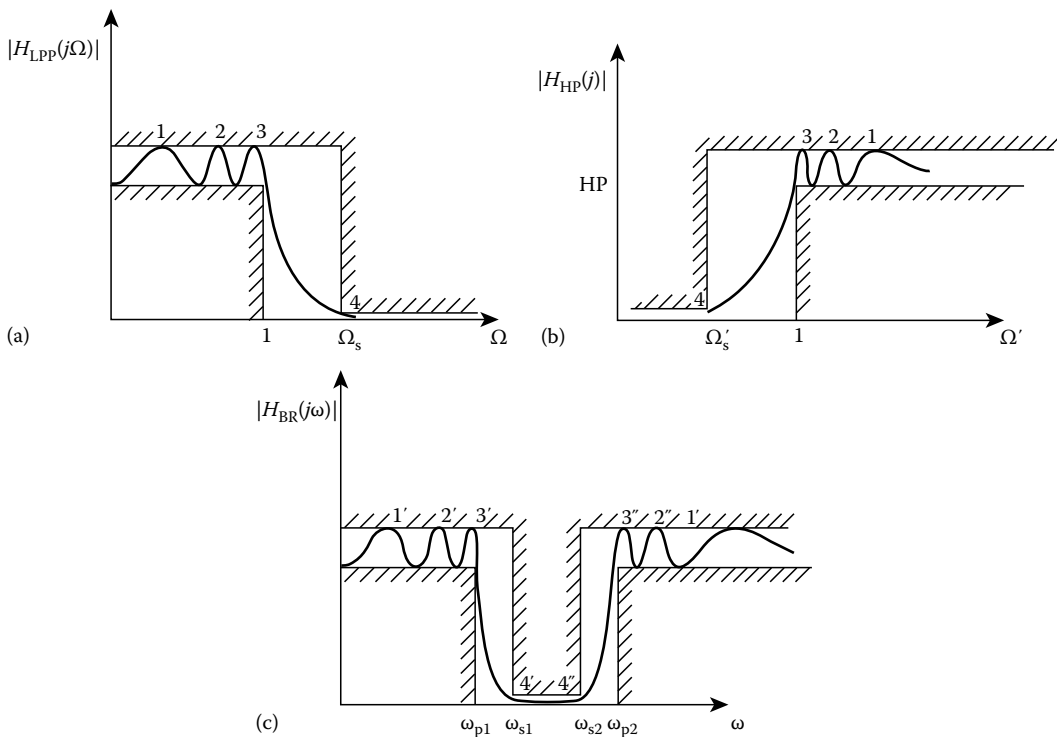 |H_LPP(jΩ)|
1 2 3
4
1 Ω_s Ω
(a)
|H_HP(j)|
3 2 1
HP
4
Ω_s′ 1 Ω′
(b)
|H_BR(jω)|
1′ 2′ 3′ 3″ 2″ 1′
4′ 4″
ω_p1 ω_s1 ω_s2 ω_p2 ω
(c)